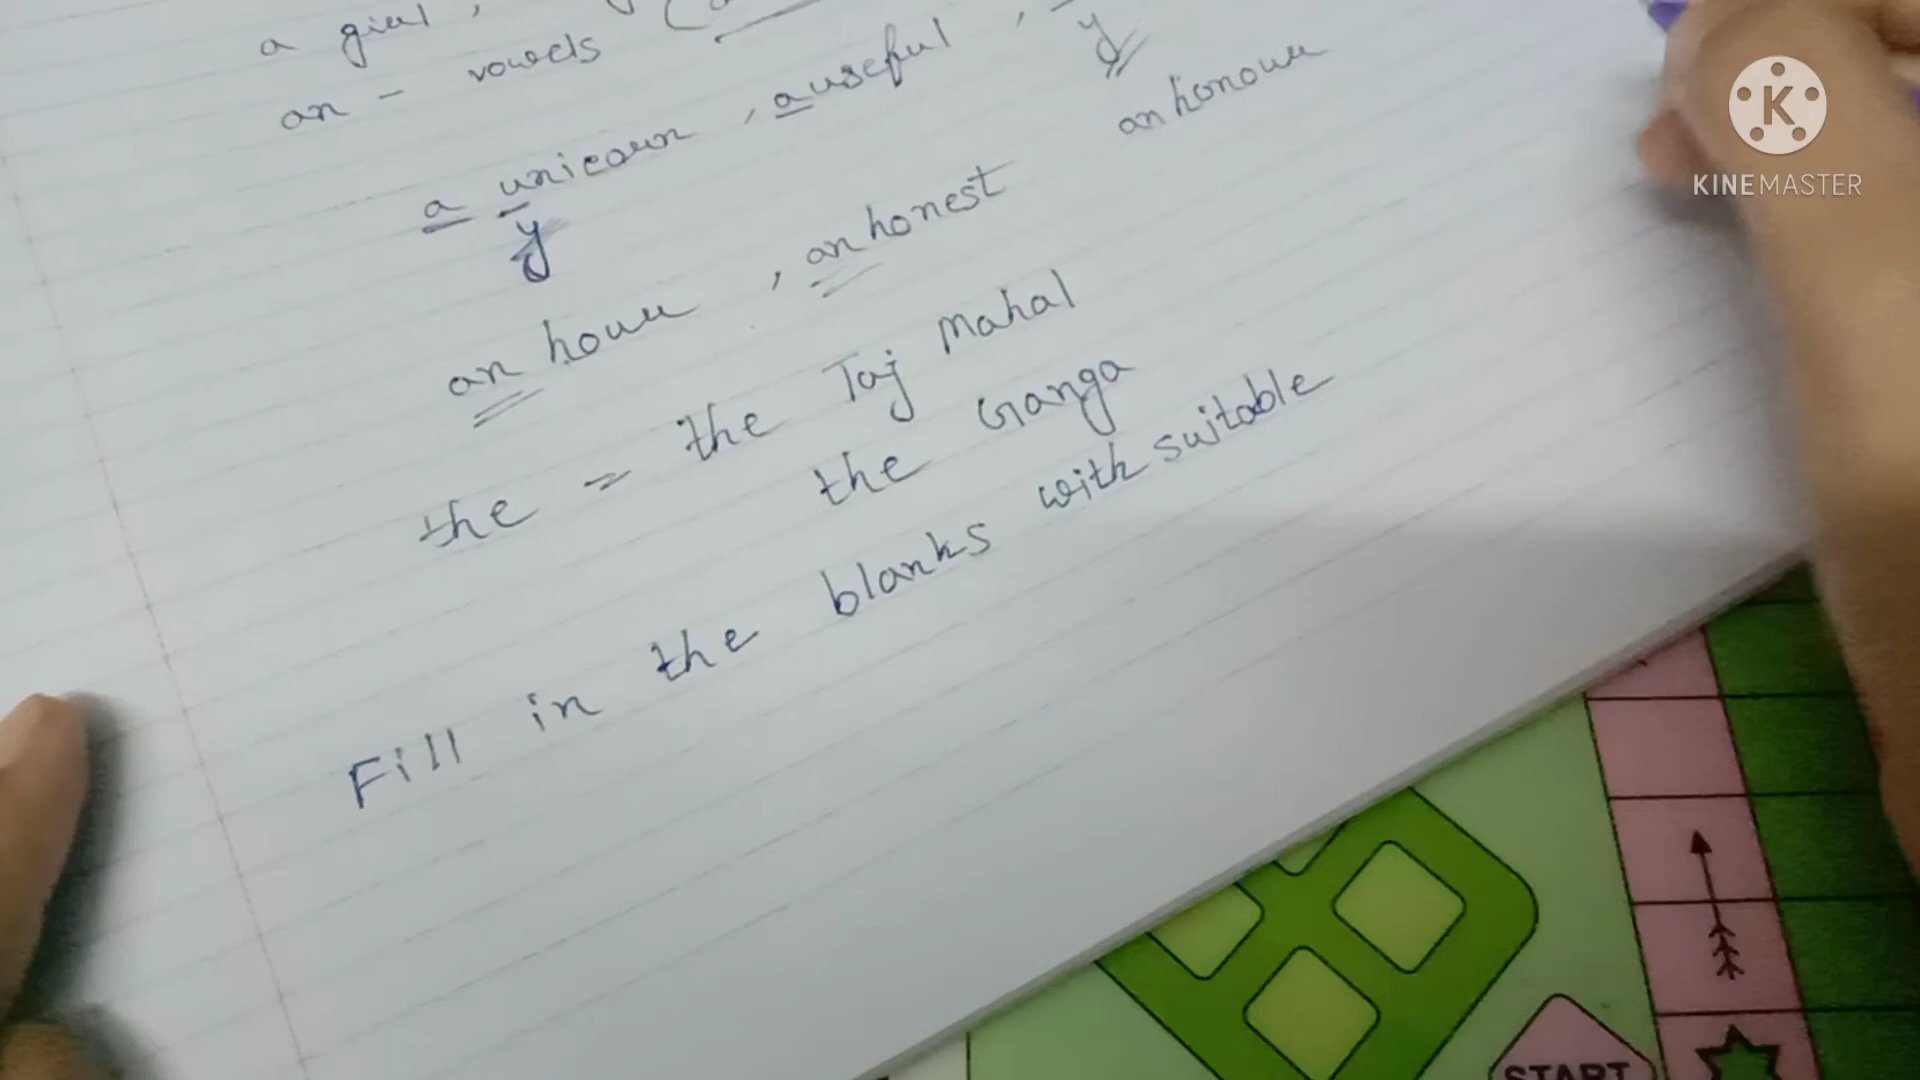 a girl,
an - vowels (
a unicorn, a useful,
y y
an hour, an honest an honour
the = the Taj Mahal
the Ganga
Fill in the blanks with suitable
K
KINEMASTER
START